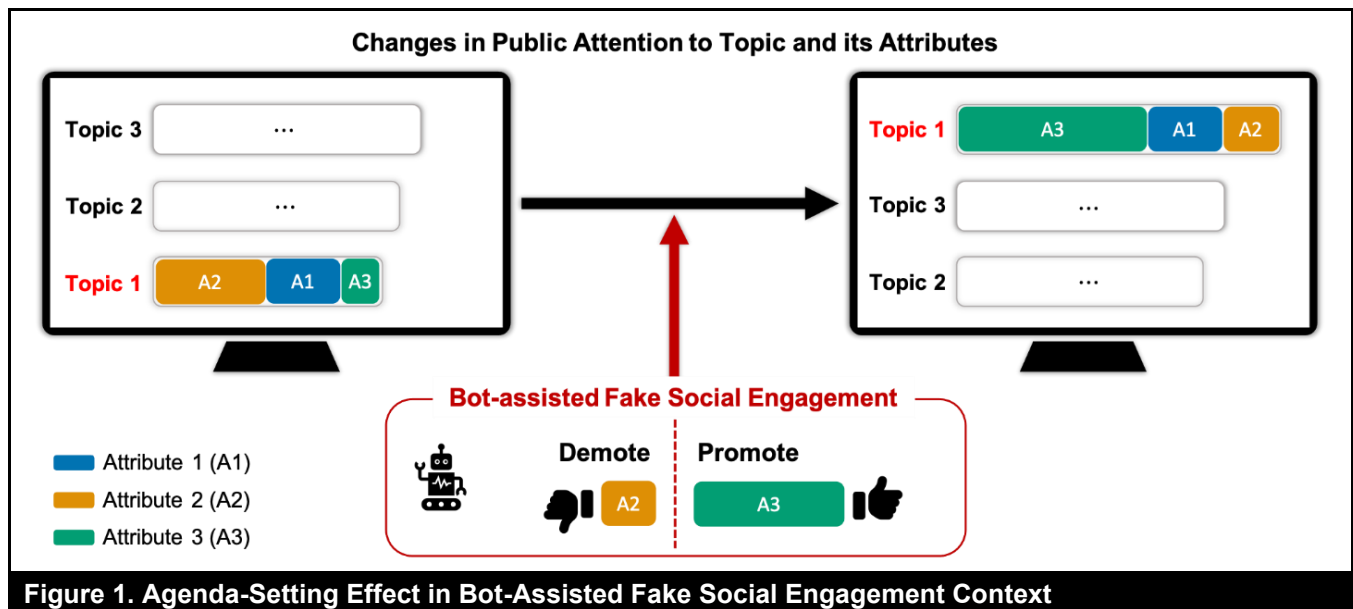 Changes in Public Attention to Topic and its Attributes
Topic 3 ...
Topic 2 ...
Topic 1 A2 A1 A3
Topic 1 A3 A1 A2
Topic 3 ...
Topic 2 ...
Bot-assisted Fake Social Engagement
Demote Promote
A2 A3
Attribute 1 (A1)
Attribute 2 (A2)
Attribute 3 (A3)
Figure 1. Agenda-Setting Effect in Bot-Assisted Fake Social Engagement Context